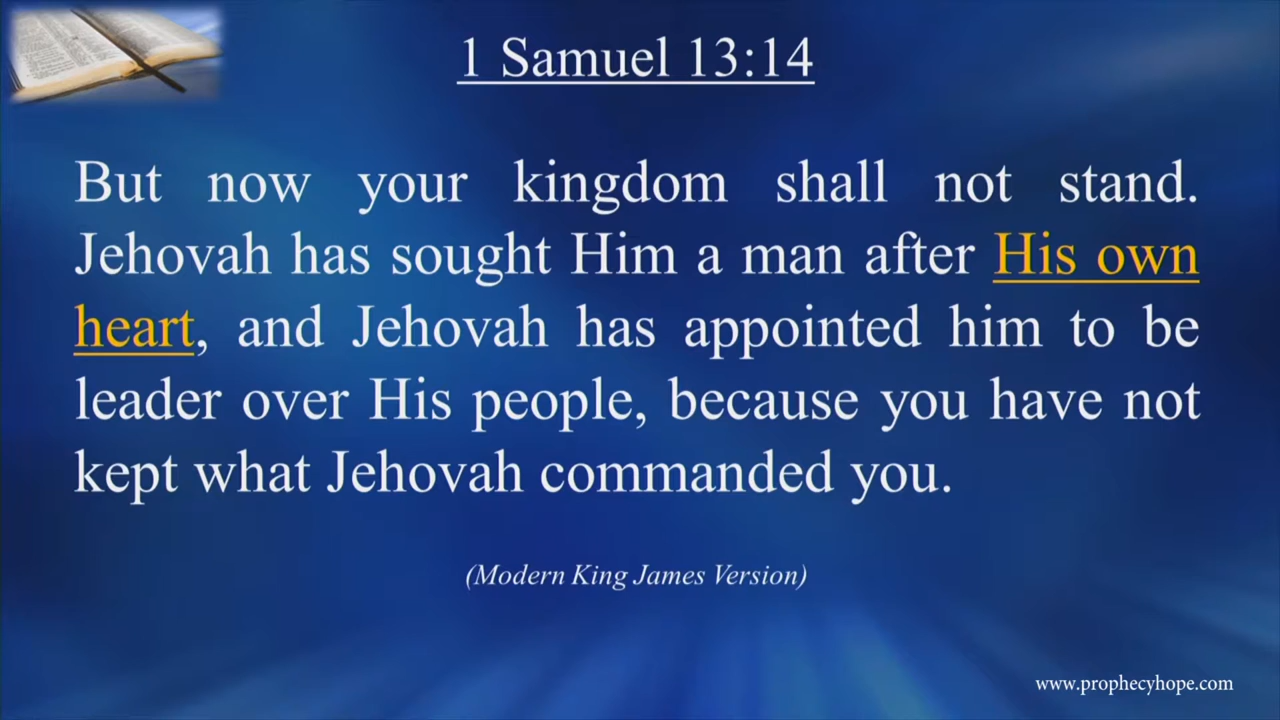 1 Samuel 13:14
But now your kingdom shall not stand.
Jehovah has sought Him a man after His own
heart, and Jehovah has appointed him to be
leader over His people, because you have not
kept what Jehovah commanded you.
(Modern King James Version)
www.prophecyhope.com